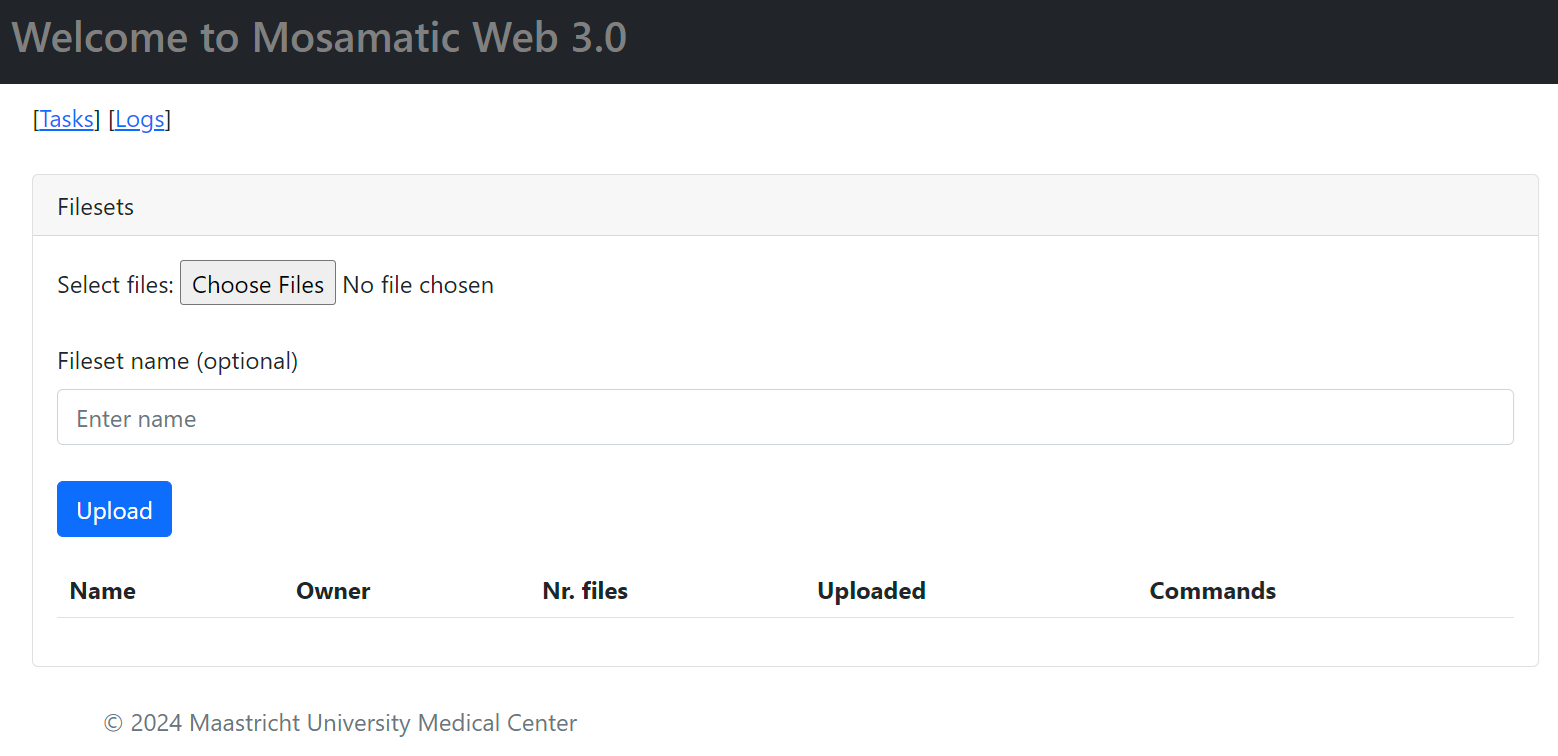 Welcome to Mosamatic Web 3.0
[Tasks] [Logs]
Filesets
Select files: Choose Files No file chosen
Fileset name (optional)
Enter name
Upload
Name Owner Nr. files Uploaded Commands
© 2024 Maastricht University Medical Center